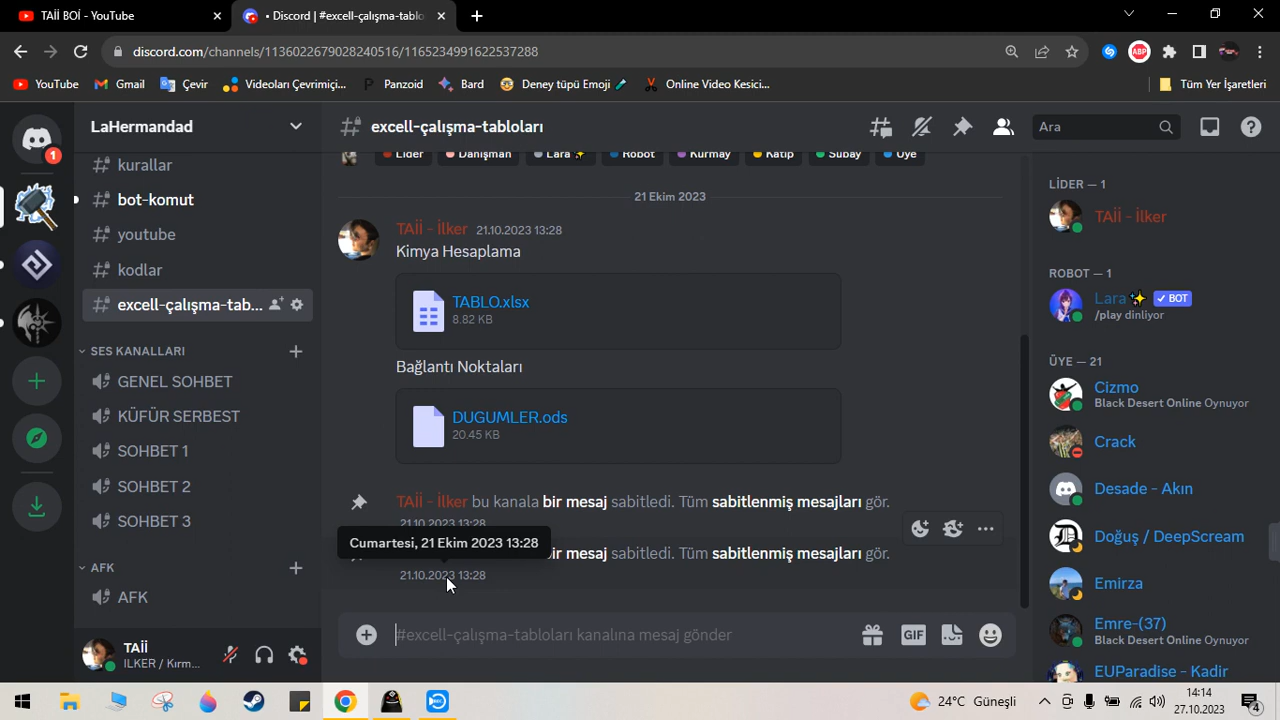 TAİİ BOİ - YouTube
• Discord | #excell-çalışma-tablo
discord.com/channels/1136022679028240516/1165234991622537288
YouTube
Gmail
Çevir
Videoları Çevrimiçi...
Panzoid
Bard
Deney tüpü Emoji
Online Video Kesici...
Tüm Yer İşaretleri
ABP
1
LaHermandad
kurallar
bot-komut
youtube
kodlar
excell-çalışma-tab...
SES KANALLARI
GENEL SOHBET
KÜFÜR SERBEST
SOHBET 1
SOHBET 2
SOHBET 3
AFK
AFK
TAİİ
ILKER / Kırm...
excell-çalışma-tabloları
Ara
Lider
Danışman
Lara
Robot
Kurmay
Katip
Subay
Üye
21 Ekim 2023
TAİİ - İlker 21.10.2023 13:28
Kimya Hesaplama
TABLO.xlsx
8.82 KB
Bağlantı Noktaları
DUGUMLER.ods
20.45 KB
TAİİ - İlker bu kanala bir mesaj sabitledi. Tüm sabitlenmiş mesajları gör.
21.10.2023 13:28
Cumartesi, 21 Ekim 2023 13:28
bir mesaj sabitledi. Tüm sabitlenmiş mesajları gör.
21.10.2023 13:28
#excell-çalışma-tabloları kanalına mesaj gönder
GIF
LİDER — 1
TAİİ - İlker
ROBOT — 1
Lara ✓ BOT
/play dinliyor
ÜYE — 21
Cizmo
Black Desert Online Oynuyor
Crack
Desade - Akın
Doğuş / DeepScream
Emirza
Emre-(37)
Black Desert Online Oynuyor
EUParadise - Kadir
REC
24°C Güneşli
14:14
27.10.2023
4